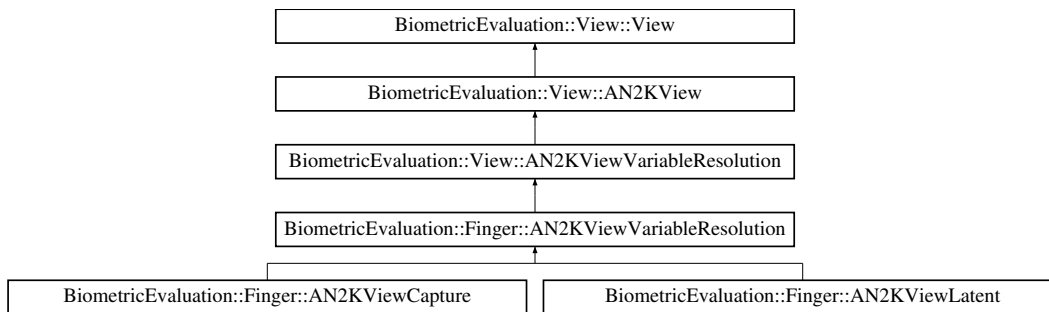 BiometricEvaluation::View::View
BiometricEvaluation::View::AN2KView
BiometricEvaluation::View::AN2KViewVariableResolution
BiometricEvaluation::Finger::AN2KViewVariableResolution
BiometricEvaluation::Finger::AN2KViewCapture
BiometricEvaluation::Finger::AN2KViewLatent